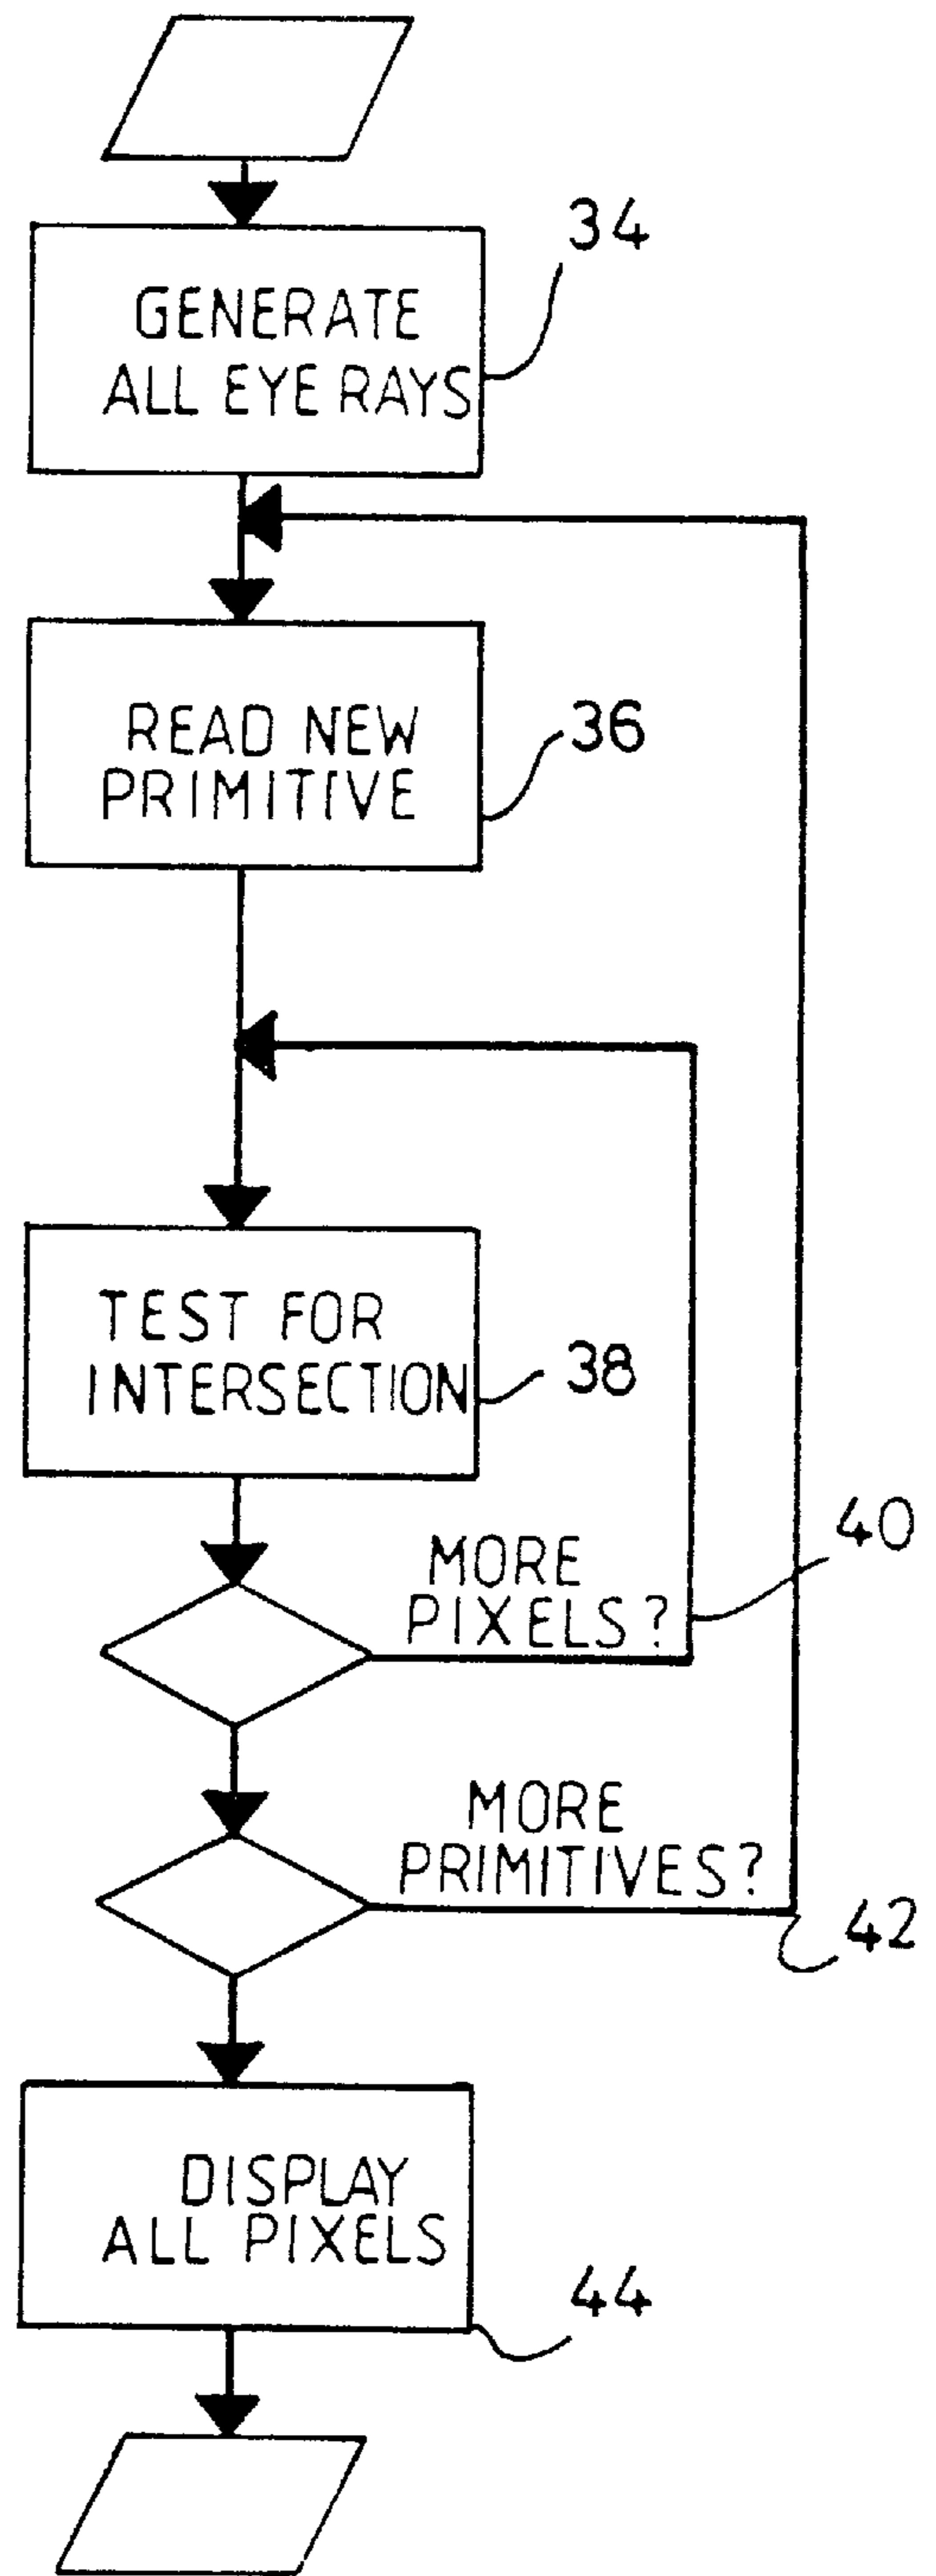 34
GENERATE
ALL EYE RAYS
READ NEW
PRIMITIVE
36
TEST FOR
INTERSECTION
38
MORE
PIXELS?
40
MORE
PRIMITIVES?
42
DISPLAY
ALL PIXELS
44